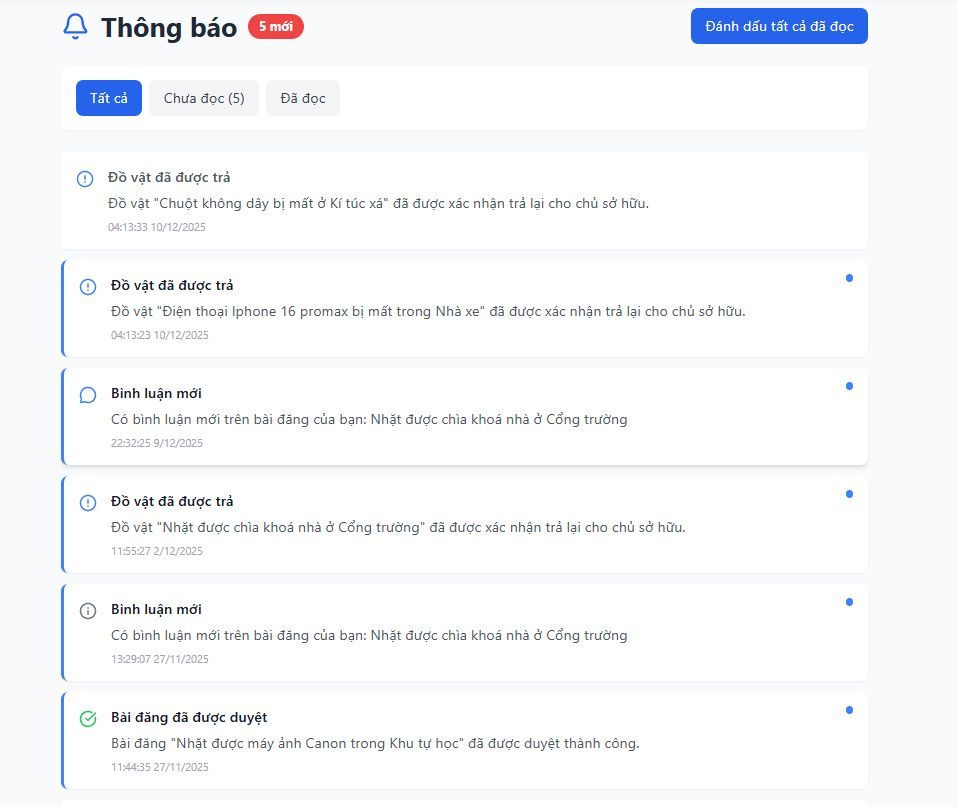 Thông báo 5 mới
Đánh dấu tất cả đã đọc
Tất cả
Chưa đọc (5)
Đã đọc
Đồ vật đã được trả
Đồ vật "Chuột không dây bị mất ở Kí túc xá" đã được xác nhận trả lại cho chủ sở hữu.
04:13:33 10/12/2025
Đồ vật đã được trả
Đồ vật "Điện thoại Iphone 16 promax bị mất trong Nhà xe" đã được xác nhận trả lại cho chủ sở hữu.
04:13:23 10/12/2025
Bình luận mới
Có bình luận mới trên bài đăng của bạn: Nhặt được chìa khoá nhà ở Cổng trường
22:32:25 9/12/2025
Đồ vật đã được trả
Đồ vật "Nhặt được chìa khoá nhà ở Cổng trường" đã được xác nhận trả lại cho chủ sở hữu.
11:55:27 2/12/2025
Bình luận mới
Có bình luận mới trên bài đăng của bạn: Nhặt được chìa khoá nhà ở Cổng trường
13:29:07 27/11/2025
Bài đăng đã được duyệt
Bài đăng "Nhặt được máy ảnh Canon trong Khu tự học" đã được duyệt thành công.
11:44:35 27/11/2025